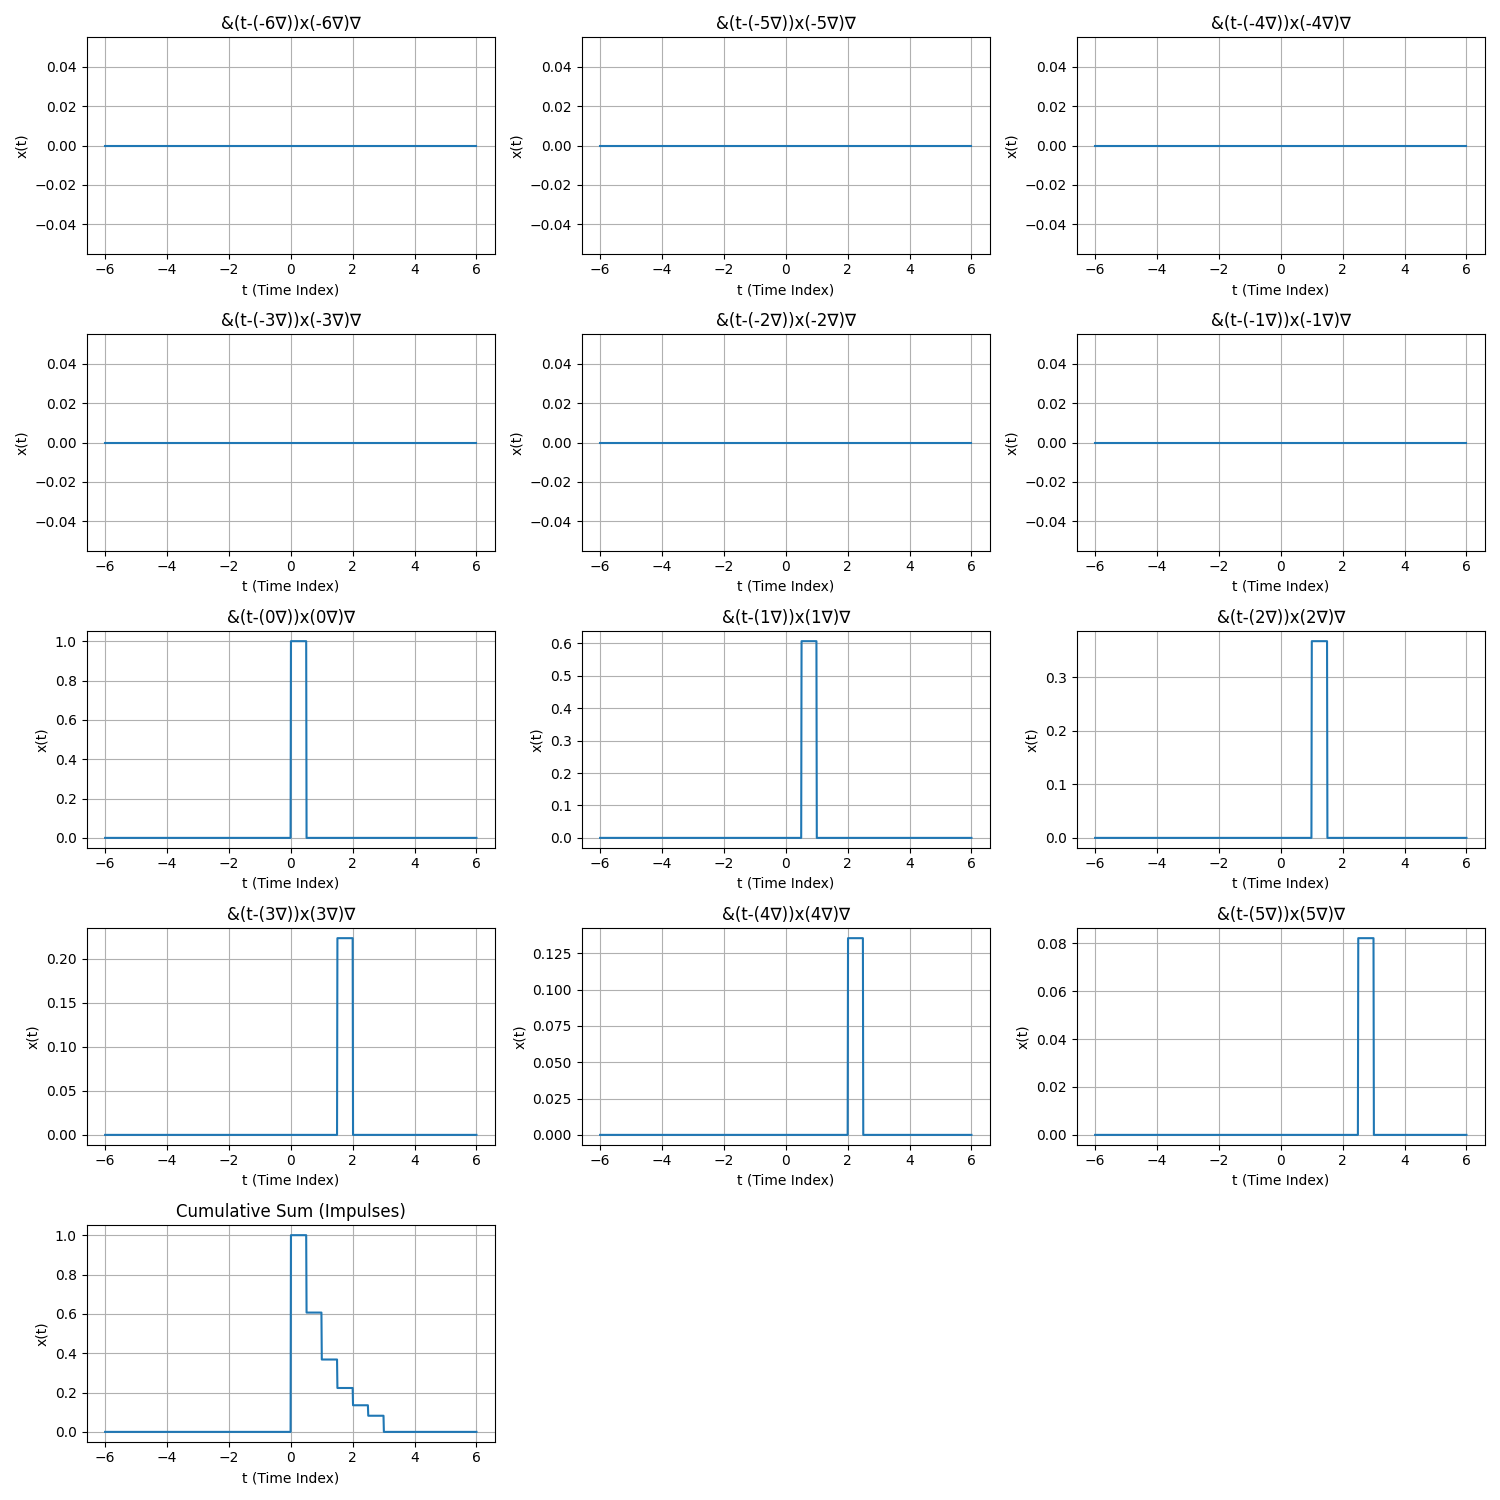 &(t-(-6∇))x(-6∇)∇
0.04
0.02
0.00
−0.02
−0.04
x(t)
−6 −4 −2 0 2 4 6
t (Time Index)
&(t-(-5∇))x(-5∇)∇
0.04
0.02
0.00
−0.02
−0.04
x(t)
−6 −4 −2 0 2 4 6
t (Time Index)
&(t-(-4∇))x(-4∇)∇
0.04
0.02
0.00
−0.02
−0.04
x(t)
−6 −4 −2 0 2 4 6
t (Time Index)
&(t-(-3∇))x(-3∇)∇
0.04
0.02
0.00
−0.02
−0.04
x(t)
−6 −4 −2 0 2 4 6
t (Time Index)
&(t-(-2∇))x(-2∇)∇
0.04
0.02
0.00
−0.02
−0.04
x(t)
−6 −4 −2 0 2 4 6
t (Time Index)
&(t-(-1∇))x(-1∇)∇
0.04
0.02
0.00
−0.02
−0.04
x(t)
−6 −4 −2 0 2 4 6
t (Time Index)
&(t-(0∇))x(0∇)∇
1.0
0.8
0.6
0.4
0.2
0.0
x(t)
−6 −4 −2 0 2 4 6
t (Time Index)
&(t-(1∇))x(1∇)∇
0.6
0.5
0.4
0.3
0.2
0.1
0.0
x(t)
−6 −4 −2 0 2 4 6
t (Time Index)
&(t-(2∇))x(2∇)∇
0.3
0.2
0.1
0.0
x(t)
−6 −4 −2 0 2 4 6
t (Time Index)
&(t-(3∇))x(3∇)∇
0.20
0.15
0.10
0.05
0.00
x(t)
−6 −4 −2 0 2 4 6
t (Time Index)
&(t-(4∇))x(4∇)∇
0.125
0.100
0.075
0.050
0.025
0.000
x(t)
−6 −4 −2 0 2 4 6
t (Time Index)
&(t-(5∇))x(5∇)∇
0.08
0.06
0.04
0.02
0.00
x(t)
−6 −4 −2 0 2 4 6
t (Time Index)
Cumulative Sum (Impulses)
1.0
0.8
0.6
0.4
0.2
0.0
x(t)
−6 −4 −2 0 2 4 6
t (Time Index)